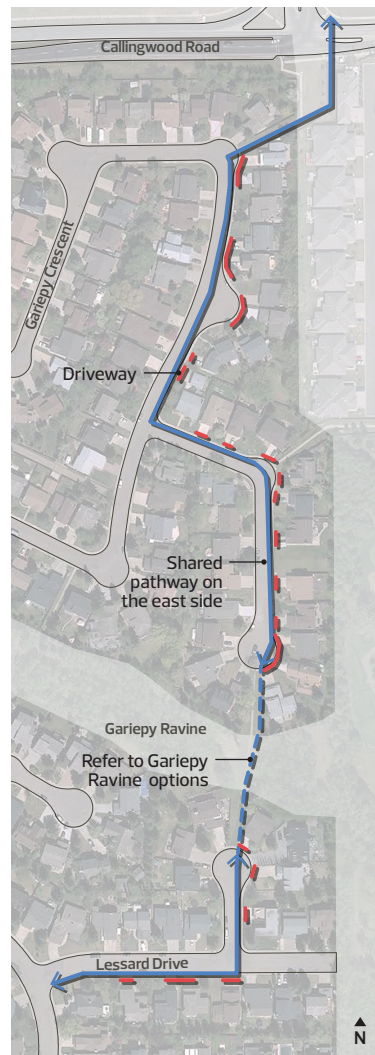 Callingwood Road
Gariepy Crescent
Driveway
Shared
pathway on
the east side
Gariepy Ravine
Refer to Gariepy
Ravine options
Lessard Drive
N